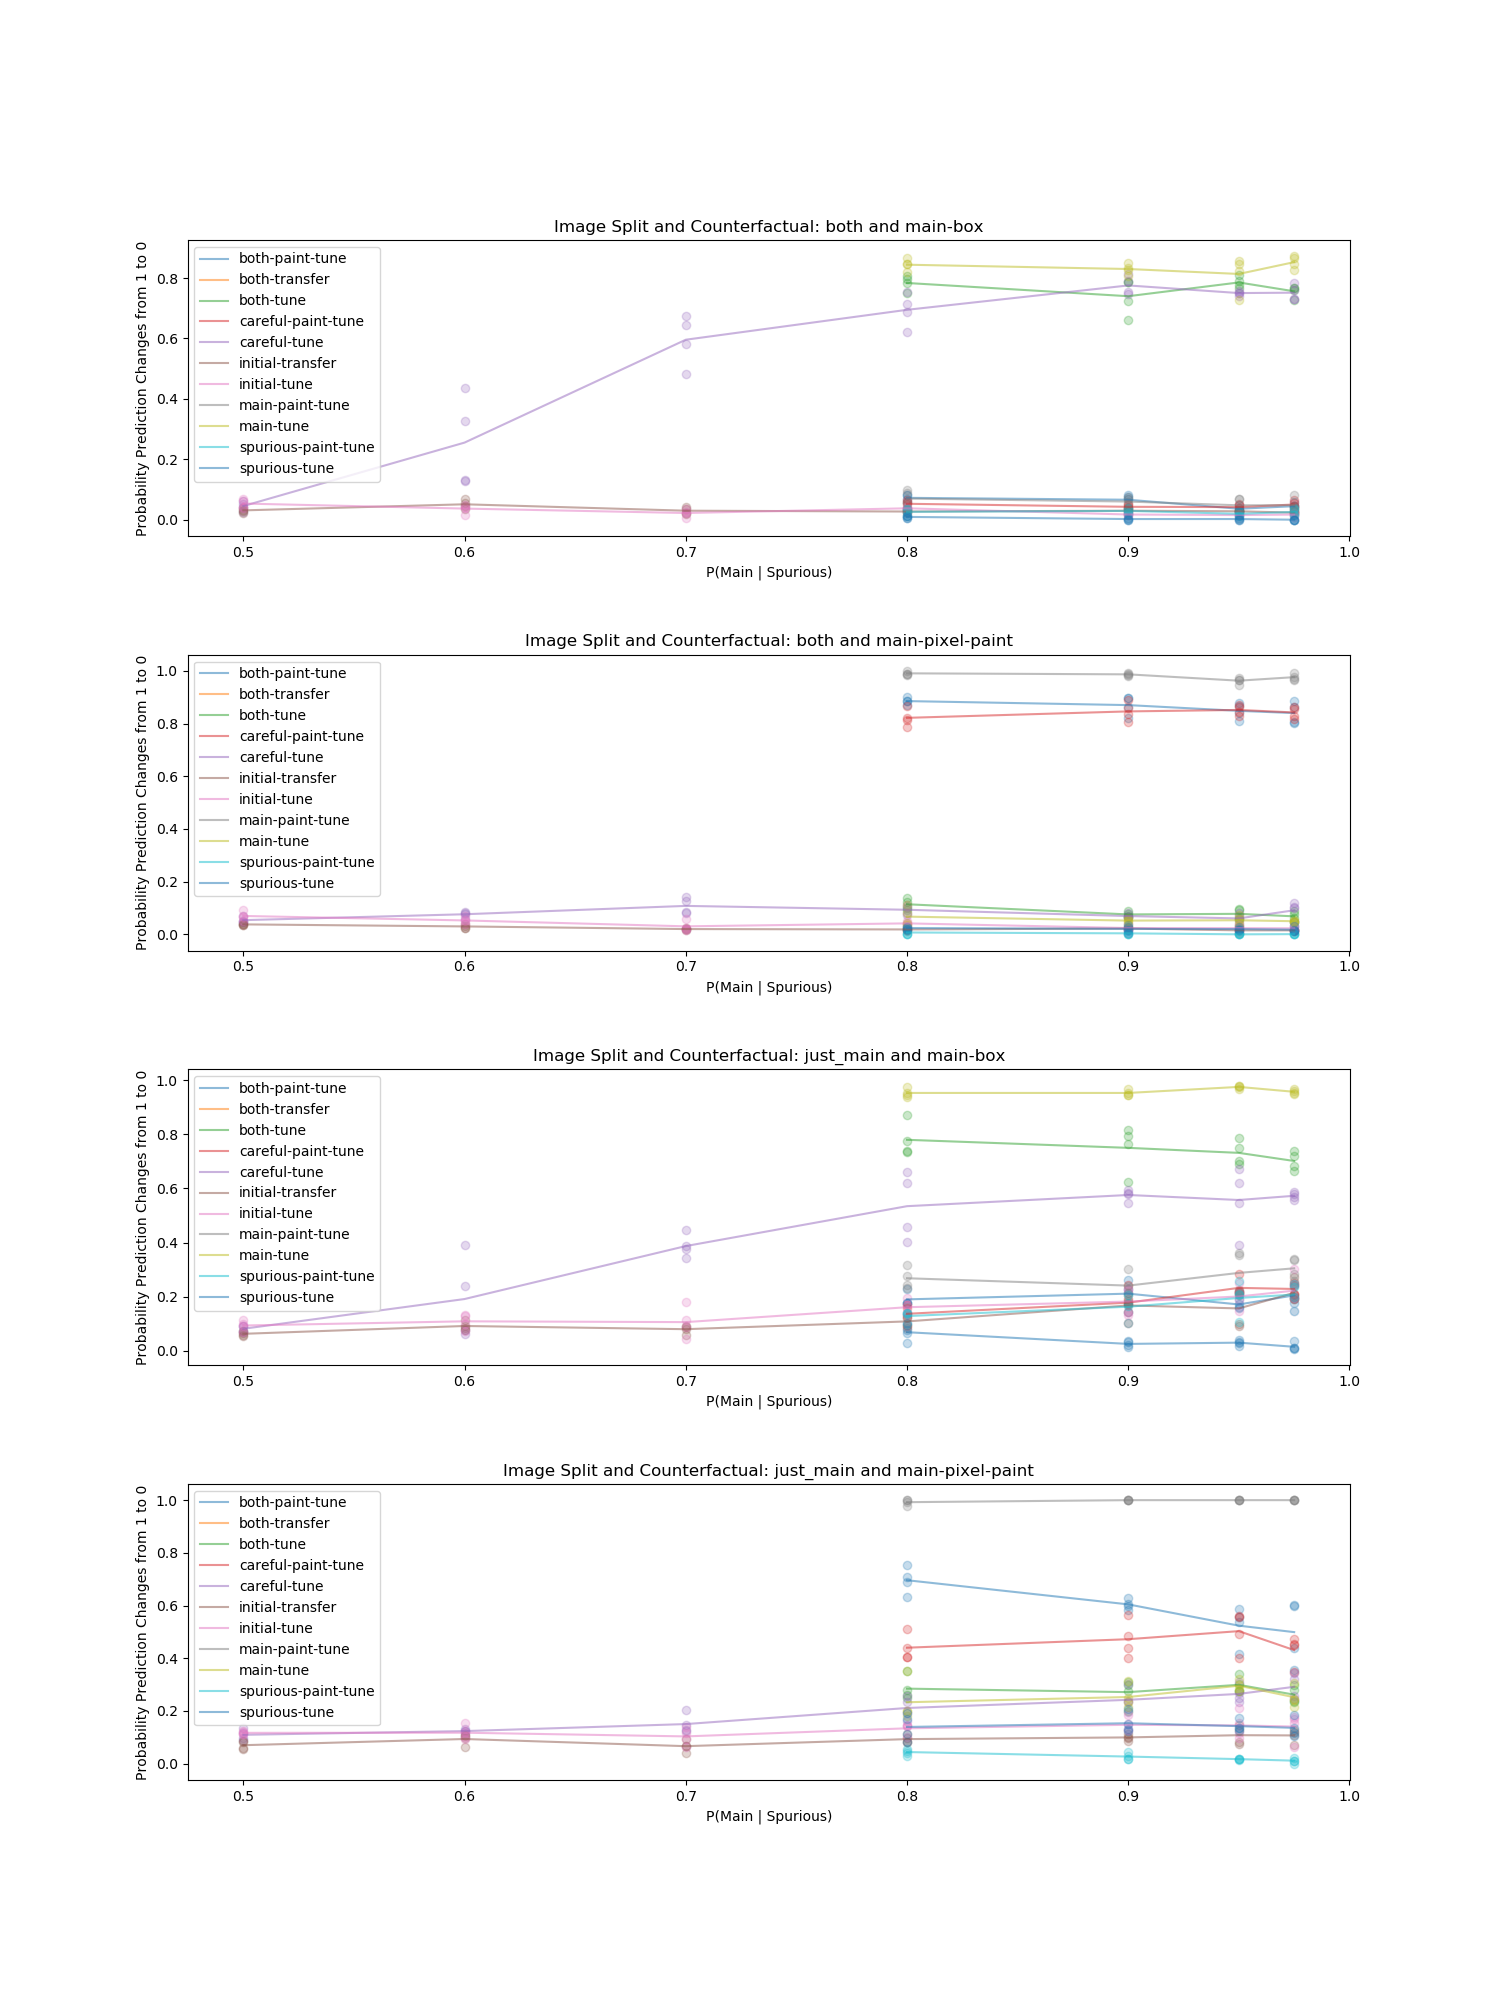 Image Split and Counterfactual: both and main-box
Probability Prediction Changes from 1 to 0
0.8
0.6
0.4
0.2
0.0
both-paint-tune
both-transfer
both-tune
careful-paint-tune
careful-tune
initial-transfer
initial-tune
main-paint-tune
main-tune
spurious-paint-tune
spurious-tune
0.5 0.6 0.7 0.8 0.9 1.0
P(Main | Spurious)
Image Split and Counterfactual: both and main-pixel-paint
Probability Prediction Changes from 1 to 0
1.0
0.8
0.6
0.4
0.2
0.0
both-paint-tune
both-transfer
both-tune
careful-paint-tune
careful-tune
initial-transfer
initial-tune
main-paint-tune
main-tune
spurious-paint-tune
spurious-tune
0.5 0.6 0.7 0.8 0.9 1.0
P(Main | Spurious)
Image Split and Counterfactual: just_main and main-box
Probability Prediction Changes from 1 to 0
1.0
0.8
0.6
0.4
0.2
0.0
both-paint-tune
both-transfer
both-tune
careful-paint-tune
careful-tune
initial-transfer
initial-tune
main-paint-tune
main-tune
spurious-paint-tune
spurious-tune
0.5 0.6 0.7 0.8 0.9 1.0
P(Main | Spurious)
Image Split and Counterfactual: just_main and main-pixel-paint
Probability Prediction Changes from 1 to 0
1.0
0.8
0.6
0.4
0.2
0.0
both-paint-tune
both-transfer
both-tune
careful-paint-tune
careful-tune
initial-transfer
initial-tune
main-paint-tune
main-tune
spurious-paint-tune
spurious-tune
0.5 0.6 0.7 0.8 0.9 1.0
P(Main | Spurious)